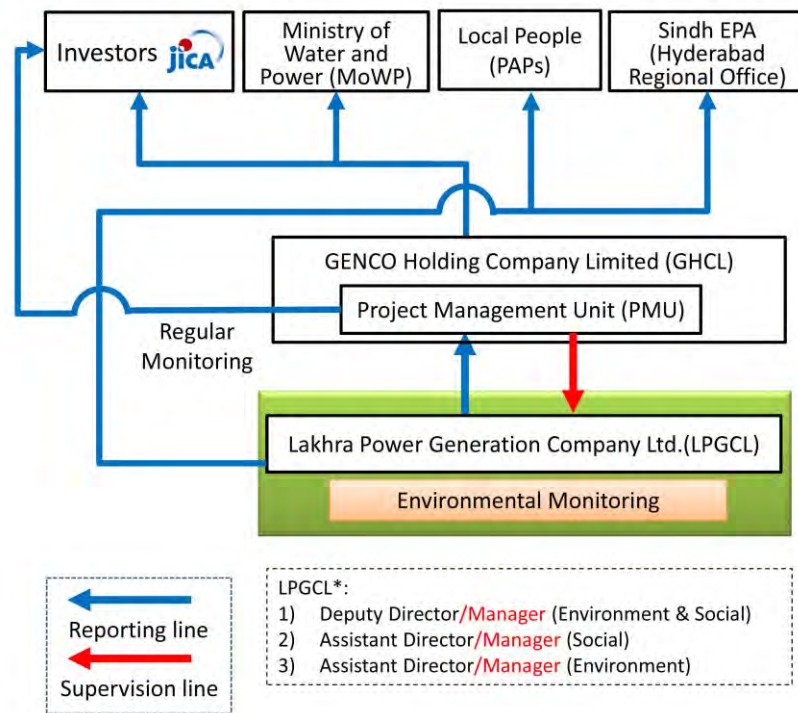 Investors jica
Ministry of
Water and
Power (MoWP)
Local People
(PAPs)
Sindh EPA
(Hyderabad
Regional Office)
GENCO Holding Company Limited (GHCL)
Project Management Unit (PMU)
Regular
Monitoring
Lakhra Power Generation Company Ltd.(LPGCL)
Environmental Monitoring
Reporting line
Supervision line
LPGCL*:
1) Deputy Director/Manager (Environment & Social)
2) Assistant Director/Manager (Social)
3) Assistant Director/Manager (Environment)